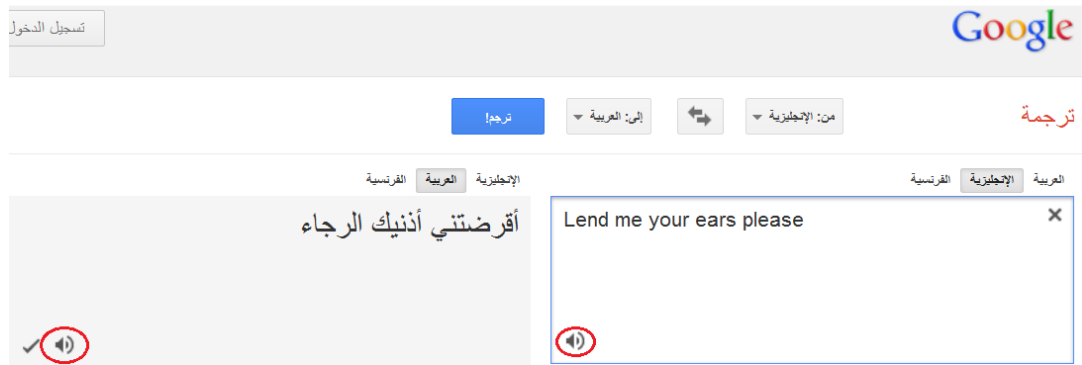 Google
تسجيل الدخول
ترجمة
من: الإنجليزية
إلى: العربية
ترجم!
العربية الإنجليزية الفرنسية
الإنجليزية العربية الفرنسية
Lend me your ears please
أقرضتني أذنيك الرجاء